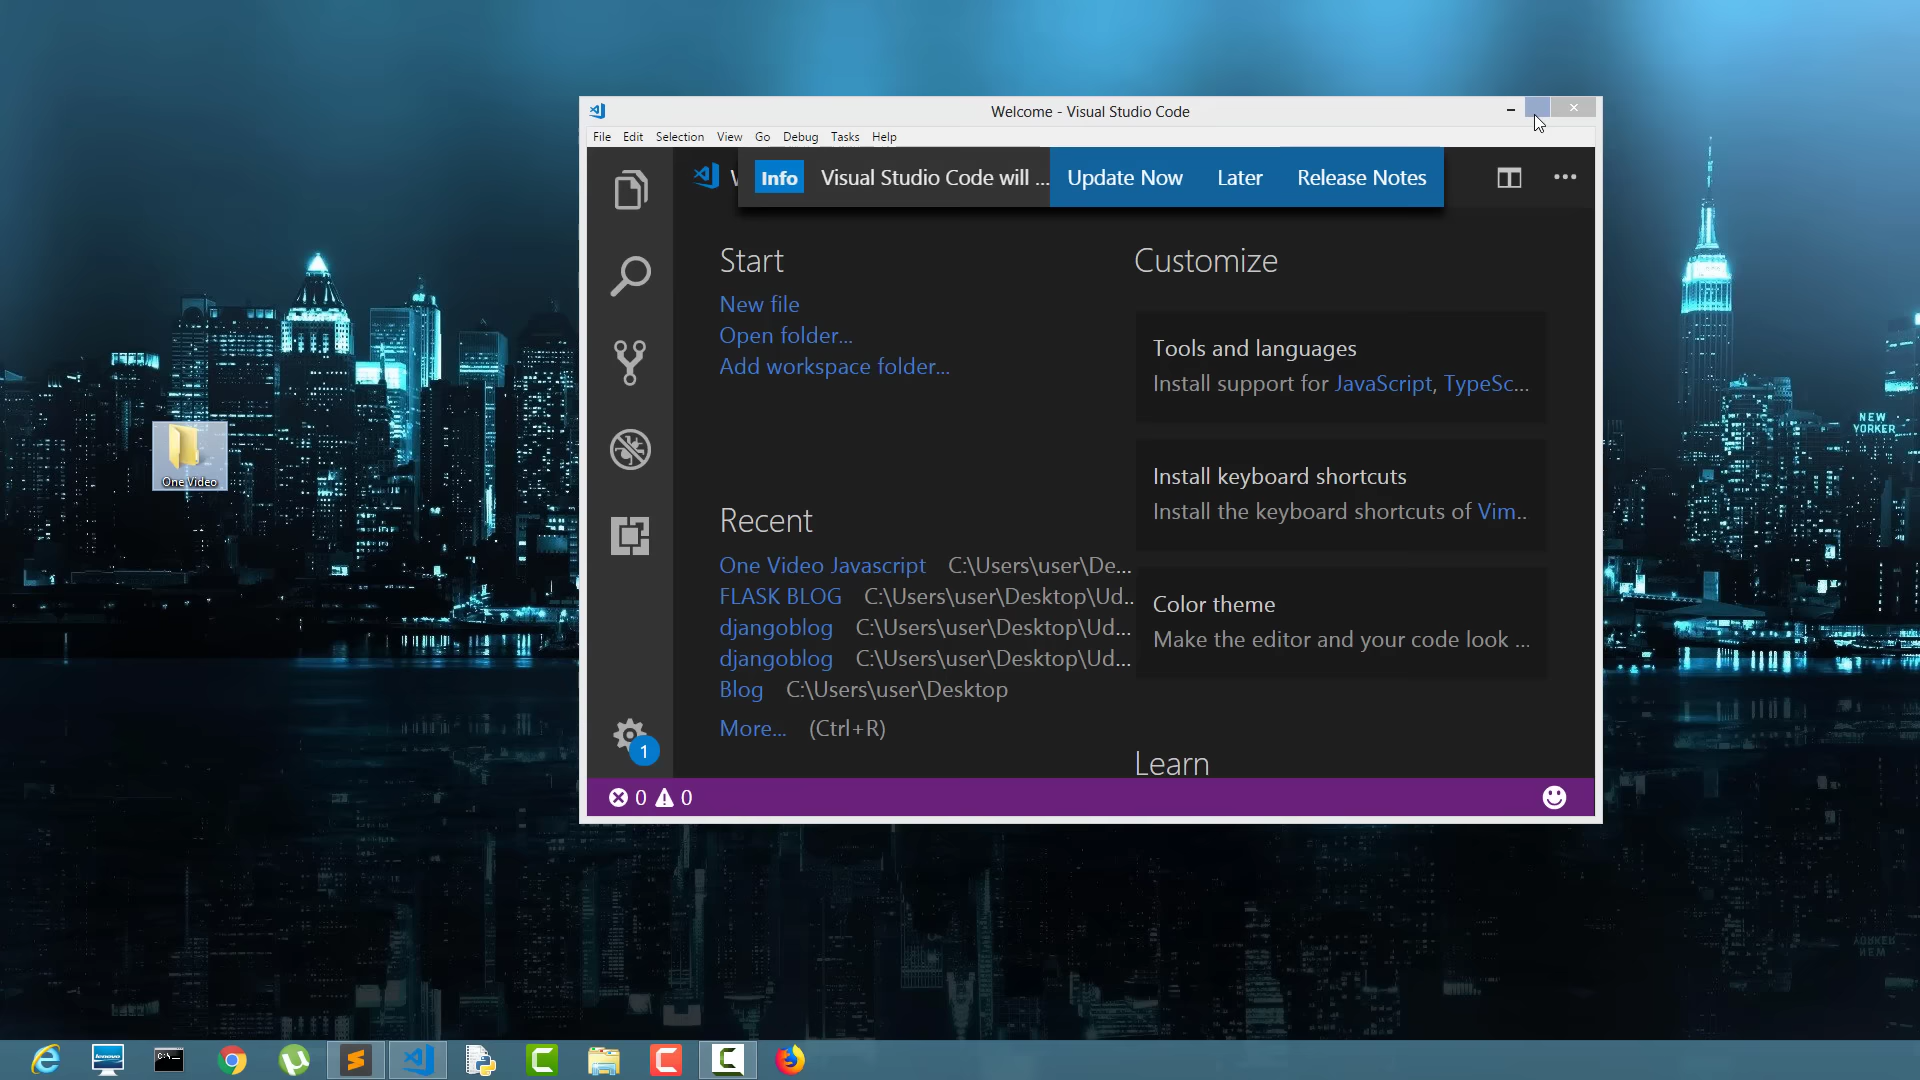 Welcome - Visual Studio Code
File Edit Selection View Go Debug Tasks Help
Info Visual Studio Code will ... Update Now Later Release Notes
Start
New file
Open folder...
Add workspace folder...
Recent
One Video Javascript C:\Users\user\De...
FLASK BLOG C:\Users\user\Desktop\Ud...
djangoblog C:\Users\user\Desktop\Ud...
djangoblog C:\Users\user\Desktop\Ud...
Blog C:\Users\user\Desktop
More... (Ctrl+R)
Customize
Tools and languages
Install support for JavaScript, TypeSc...
Install keyboard shortcuts
Install the keyboard shortcuts of Vim..
Color theme
Make the editor and your code look ...
Learn
1
0 0
One Video
NEW
YORKER
lenovo
C:\_